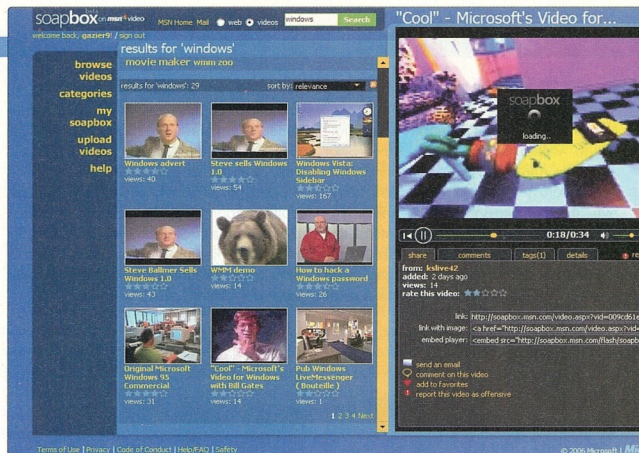 soapbox beta on msn video
MSN Home Mail web videos windows Search
welcome back, gazier9! / sign out
browse videos
categories
my soapbox
upload videos
help
results for 'windows'
movie maker wmm zoo
results for 'windows': 29 sort by: relevance
Windows advert
views: 40
Steve sells Windows 1.0
views: 54
Windows Vista: Disabling Windows Sidebar
views: 167
Steve Ballmer Sells Windows 1.0
views: 43
WMM demo
views: 14
How to hack a Windows password
views: 26
Original Microsoft Windows 95 Commercial
views: 31
"Cool" - Microsoft's Video for Windows with Bill Gates
views: 14
Pub Windows LiveMessenger ( Bouteille )
views: 1
1 2 3 4 Next
"Cool" - Microsoft's Video for...
soapbox
loading..
0:18/0:34
share comments tags(1) details
from: kslive42
added: 2 days ago
views: 14
rate this video:
link: http://soapbox.msn.com/video.aspx?vid=009cd61e
link with image: <a href="http://soapbox.msn.com/video.aspx?vid=
embed player: <embed src="http://soapbox.msn.com/flash/soapb
send an email
comment on this video
add to favorites
report this video as offensive
Terms of Use | Privacy | Code of Conduct | Help/FAQ | Safety
© 2006 Microsoft |